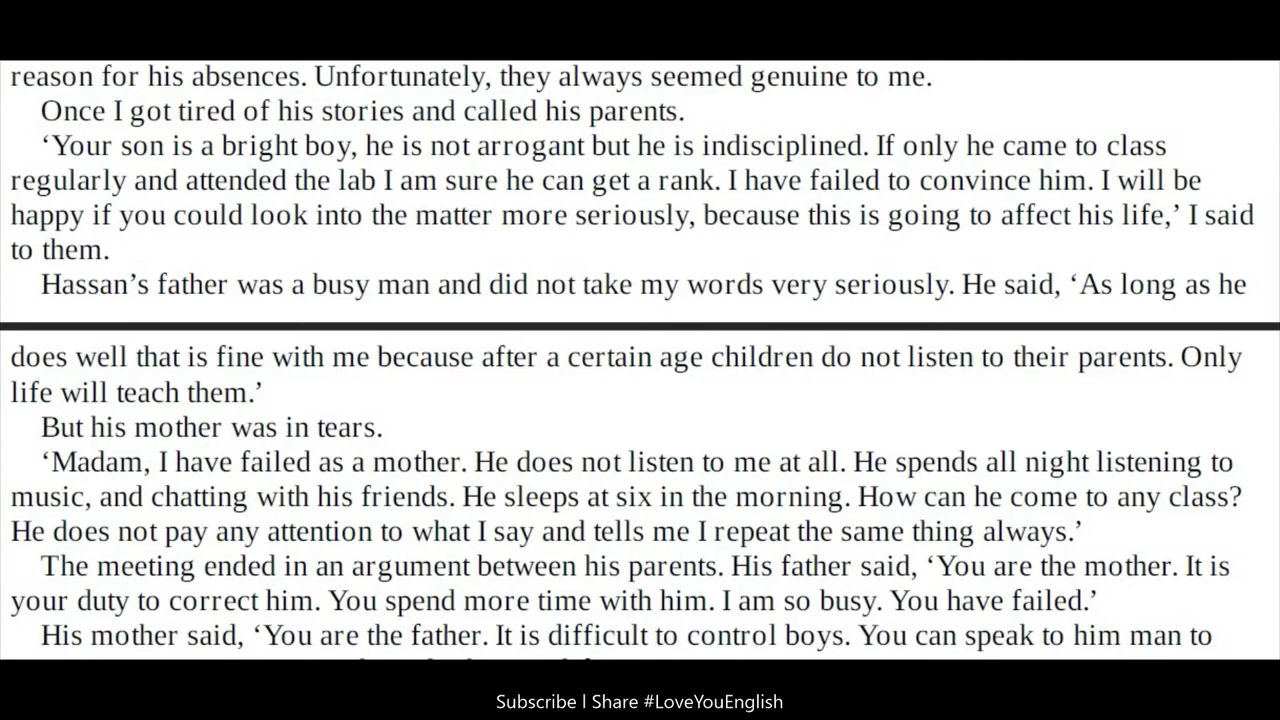 reason for his absences. Unfortunately, they always seemed genuine to me.
Once I got tired of his stories and called his parents.
‘Your son is a bright boy, he is not arrogant but he is indisciplined. If only he came to class
regularly and attended the lab I am sure he can get a rank. I have failed to convince him. I will be
happy if you could look into the matter more seriously, because this is going to affect his life,’ I said
to them.
Hassan’s father was a busy man and did not take my words very seriously. He said, ‘As long as he
does well that is fine with me because after a certain age children do not listen to their parents. Only
life will teach them.’
But his mother was in tears.
‘Madam, I have failed as a mother. He does not listen to me at all. He spends all night listening to
music, and chatting with his friends. He sleeps at six in the morning. How can he come to any class?
He does not pay any attention to what I say and tells me I repeat the same thing always.’
The meeting ended in an argument between his parents. His father said, ‘You are the mother. It is
your duty to correct him. You spend more time with him. I am so busy. You have failed.’
His mother said, ‘You are the father. It is difficult to control boys. You can speak to him man to
Subscribe | Share #LoveYouEnglish